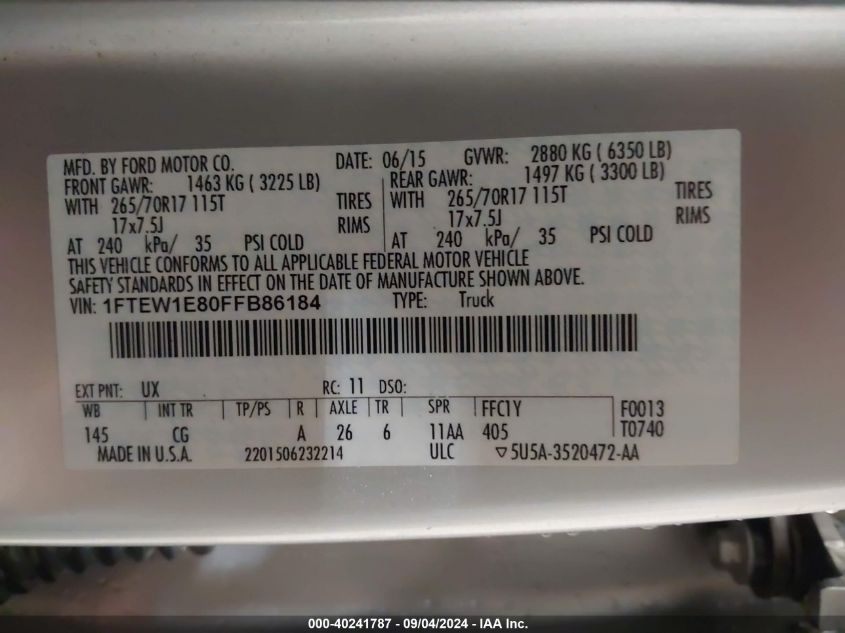 MFD. BY FORD MOTOR CO. DATE: 06/15 GVWR: 2880 KG ( 6350 LB)
FRONT GAWR: 1463 KG ( 3225 LB) REAR GAWR: 1497 KG ( 3300 LB)
WITH 265/70R17 115T TIRES WITH 265/70R17 115T TIRES
17x7.5J RIMS 17x7.5J RIMS
AT 240 kPa/ 35 PSI COLD AT 240 kPa/ 35 PSI COLD
THIS VEHICLE CONFORMS TO ALL APPLICABLE FEDERAL MOTOR VEHICLE
SAFETY STANDARDS IN EFFECT ON THE DATE OF MANUFACTURE SHOWN ABOVE.
VIN: 1FTEW1E80FFB86184 TYPE: Truck
EXT PNT: UX RC: 11 DSO:
WB INT TR TP/PS R AXLE TR SPR FFC1Y F0013
145 CG A 26 6 11AA 405 T0740
MADE IN U.S.A. 2201506232214 ULC ▽5U5A-3520472-AA
000-40241787 - 09/04/2024 - IAA Inc.